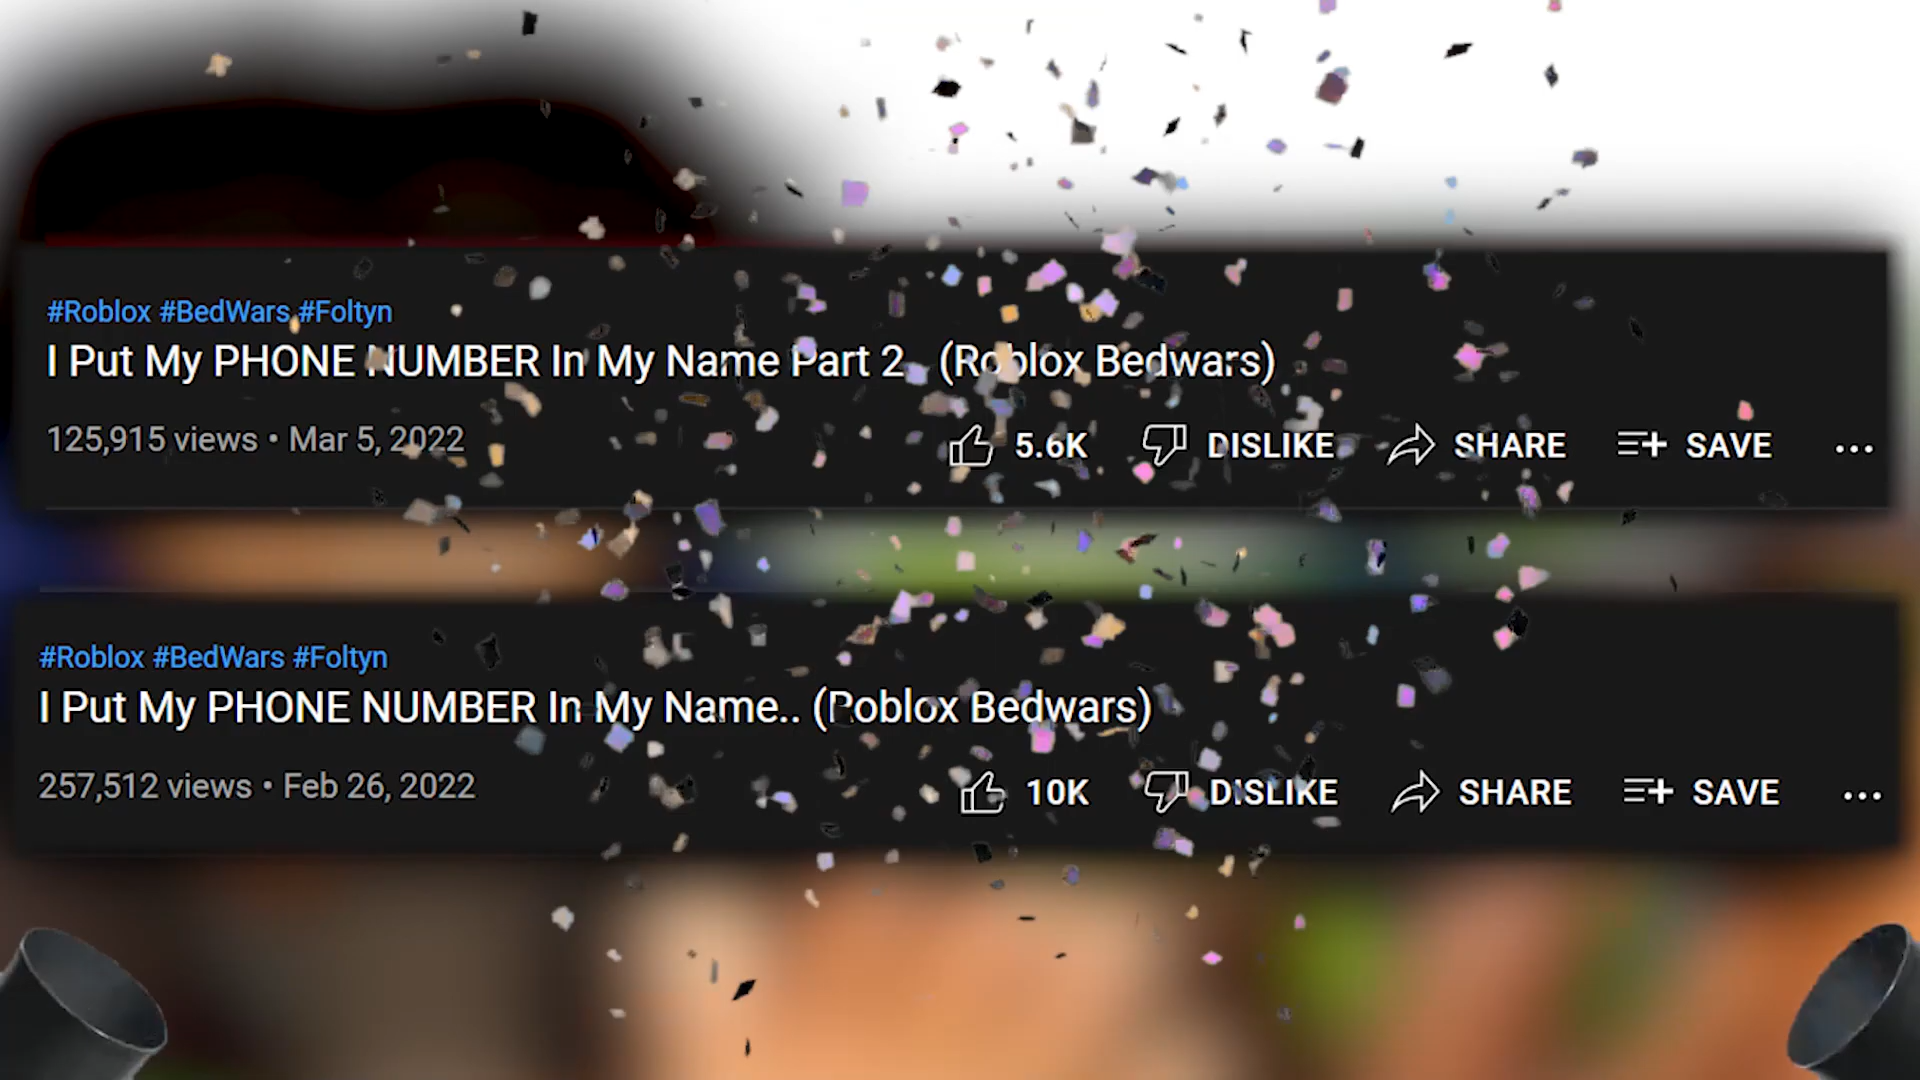 #Roblox #BedWars #Foltyn
I Put My PHONE NUMBER In My Name Part 2 (Roblox Bedwars)
125,915 views • Mar 5, 2022
5.6K DISLIKE SHARE SAVE ...
#Roblox #BedWars #Foltyn
I Put My PHONE NUMBER In My Name.. (Roblox Bedwars)
257,512 views • Feb 26, 2022
10K DISLIKE SHARE SAVE ...